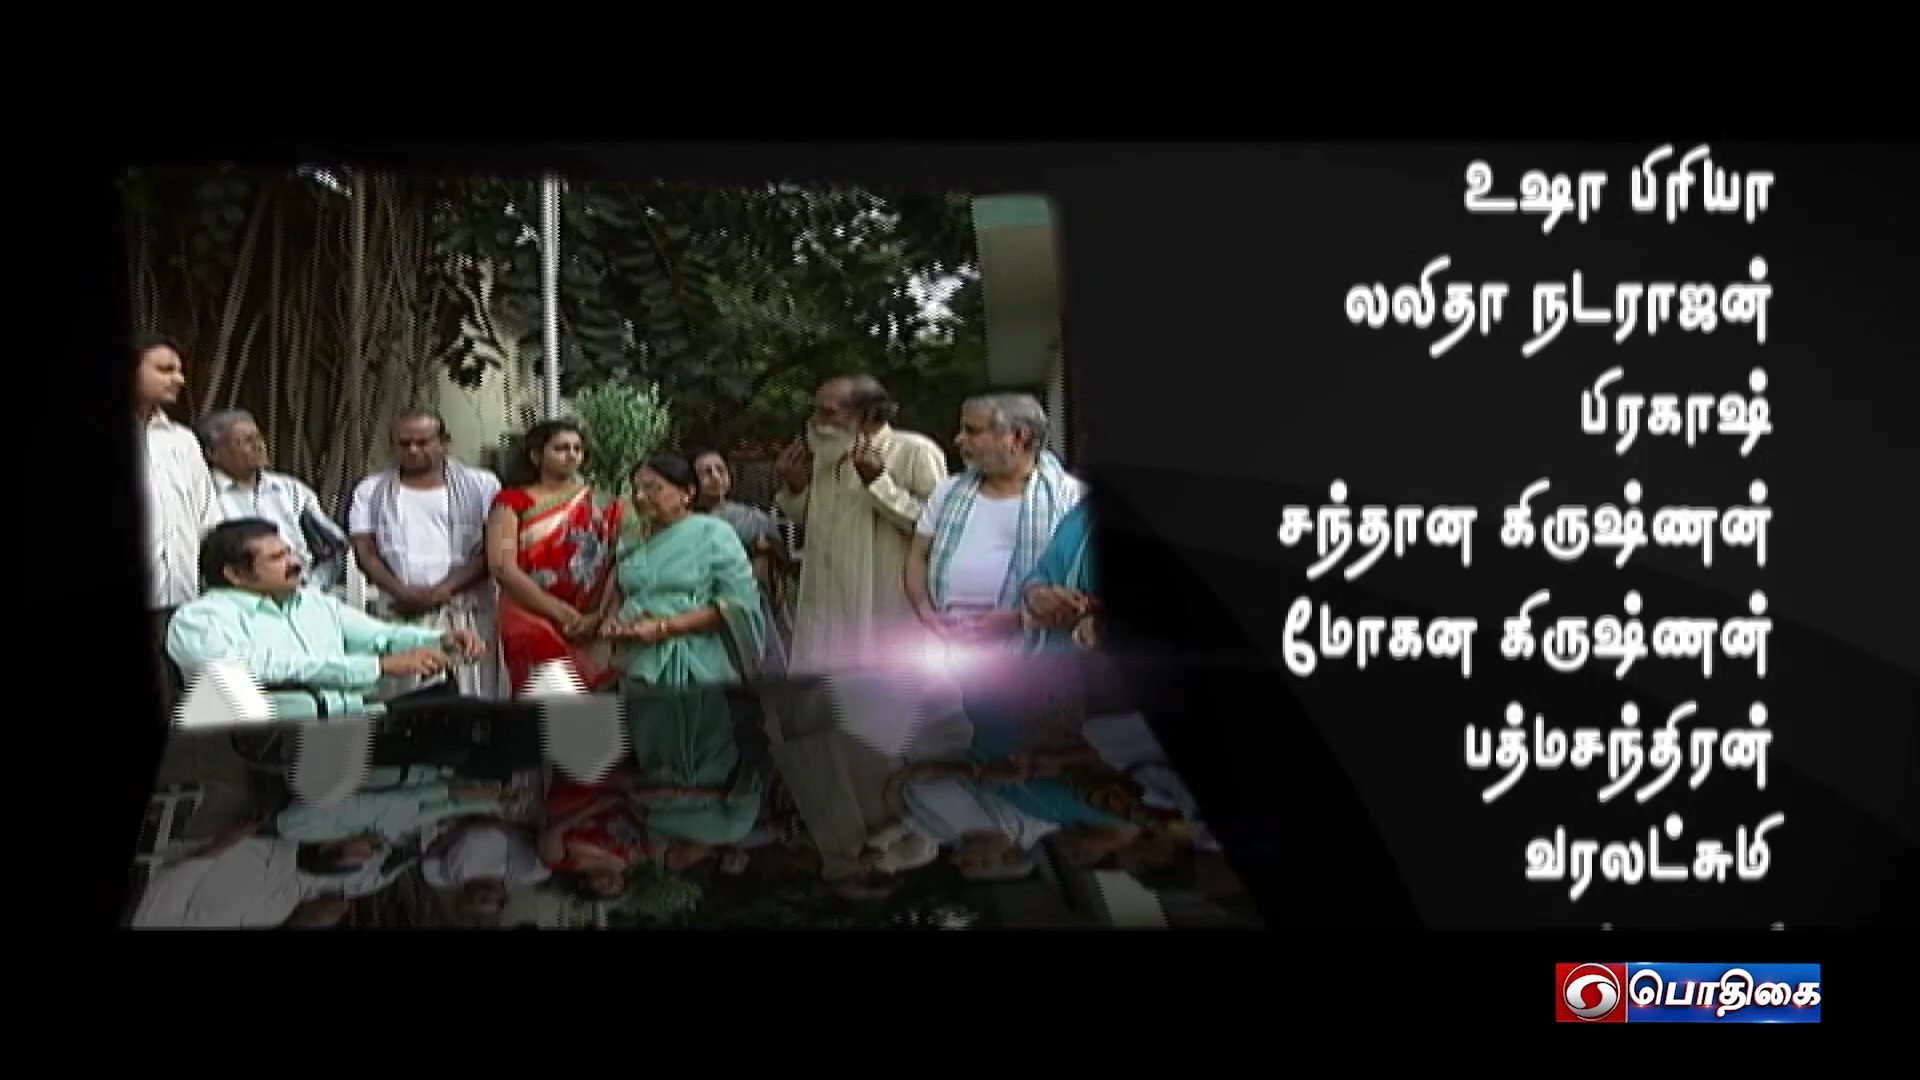 உஷா பிரியா
லலிதா நடராஜன்
பிரகாஷ்
சந்தான கிருஷ்ணன்
மோகன கிருஷ்ணன்
பத்மசந்திரன்
வரலட்சுமி
பொதிகை